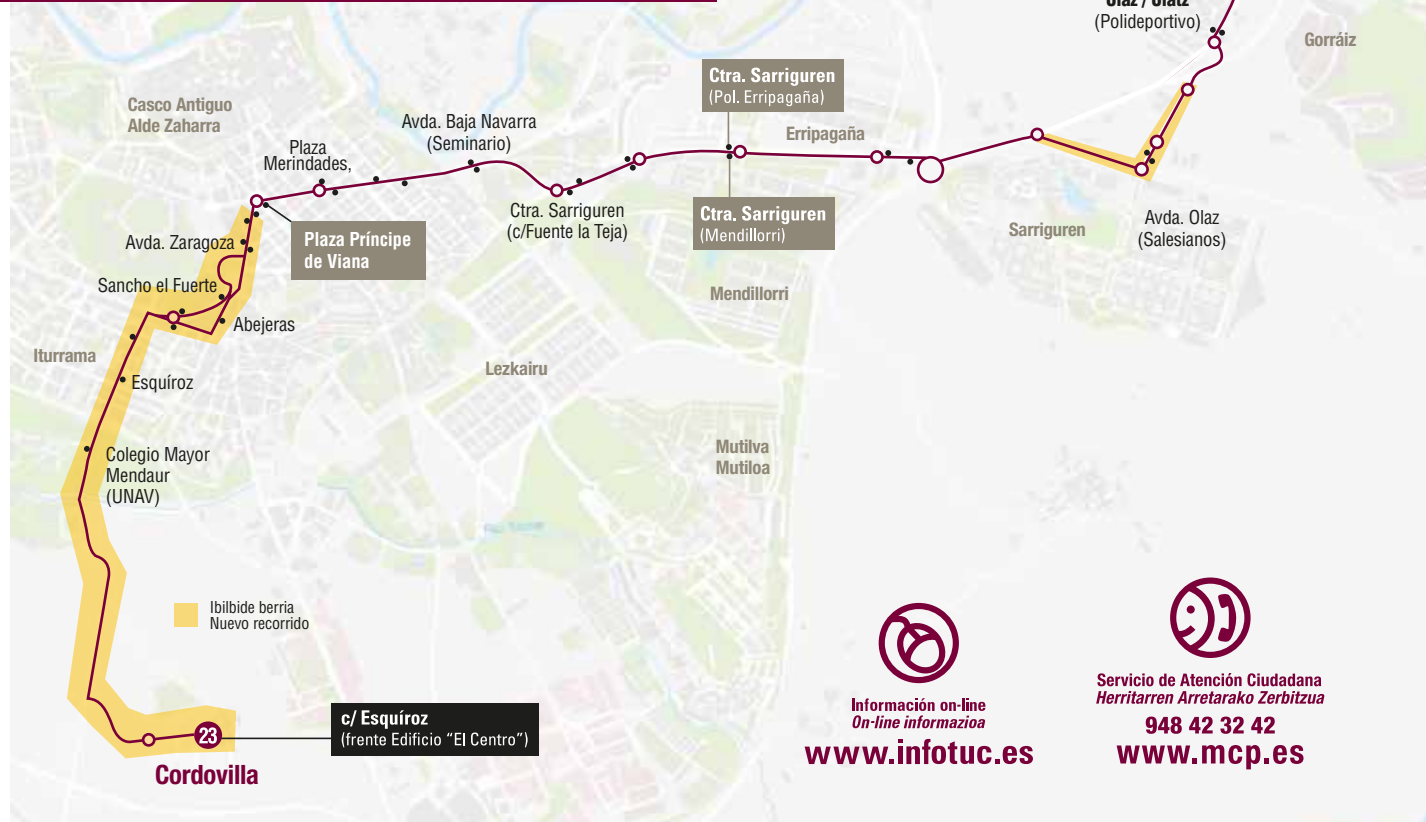 Olaz / Olatz
(Polideportivo)
Gorráiz
Ctra. Sarriguren
(Pol. Erripagaña)
Casco Antiguo
Alde Zaharra
Avda. Baja Navarra
(Seminario)
Erripagaña
Plaza
Merindades,
Ctra. Sarriguren
(c/Fuente la Teja)
Ctra. Sarriguren
(Mendillorri)
Avda. Olaz
(Salesianos)
Sarriguren
Avda. Zaragoza
Plaza Príncipe
de Viana
Sancho el Fuerte
Mendillorri
Abejeras
Iturrama
Lezkairu
Esquíroz
Mutilva
Mutiloa
Colegio Mayor
Mendaur
(UNAV)
Ibilbide berria
Nuevo recorrido
c/ Esquíroz
(frente Edificio “El Centro”)
23
Cordovilla
Información on-line
On-line informazioa
www.infotuc.es
Servicio de Atención Ciudadana
Herritarren Arretarako Zerbitzua
948 42 32 42
www.mcp.es